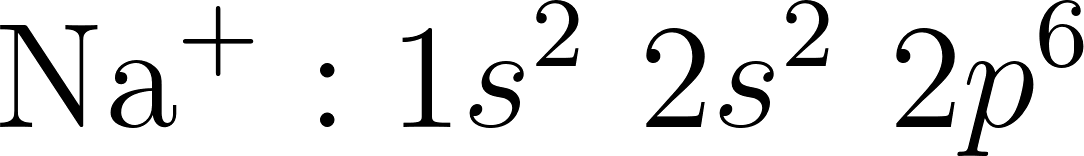 Na⁺ : 1s² 2s² 2p⁶